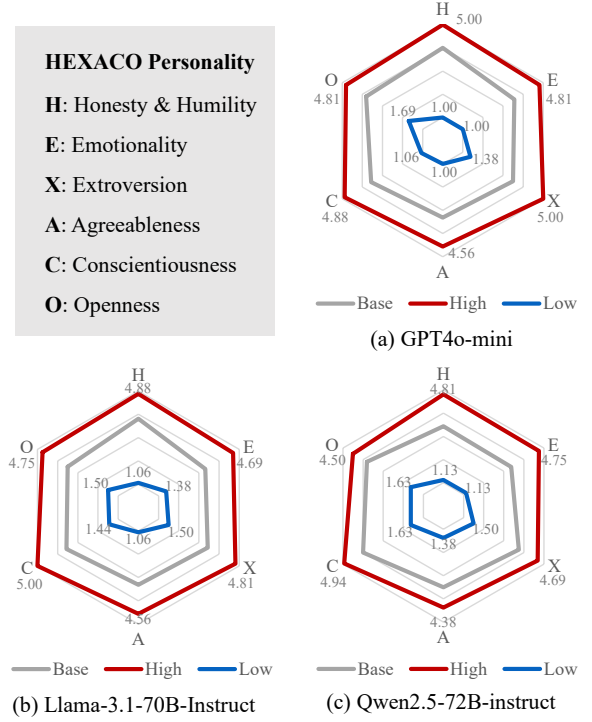 HEXACO Personality
H: Honesty & Humility
E: Emotionality
X: Extroversion
A: Agreeableness
C: Conscientiousness
O: Openness
H
5.00
O
4.81
E
4.81
1.69
1.00
1.00
1.06
1.38
1.00
C
4.88
X
5.00
4.56
A
Base High Low
(a) GPT4o-mini
H
4.88
O
4.75
E
4.69
1.06
1.50
1.38
1.44
1.50
1.06
C
5.00
X
4.81
4.56
A
Base High Low
(b) Llama-3.1-70B-Instruct
H
4.81
O
4.50
E
4.75
1.13
1.63
1.13
1.63
1.50
1.38
C
4.94
X
4.69
4.38
A
Base High Low
(c) Qwen2.5-72B-instruct